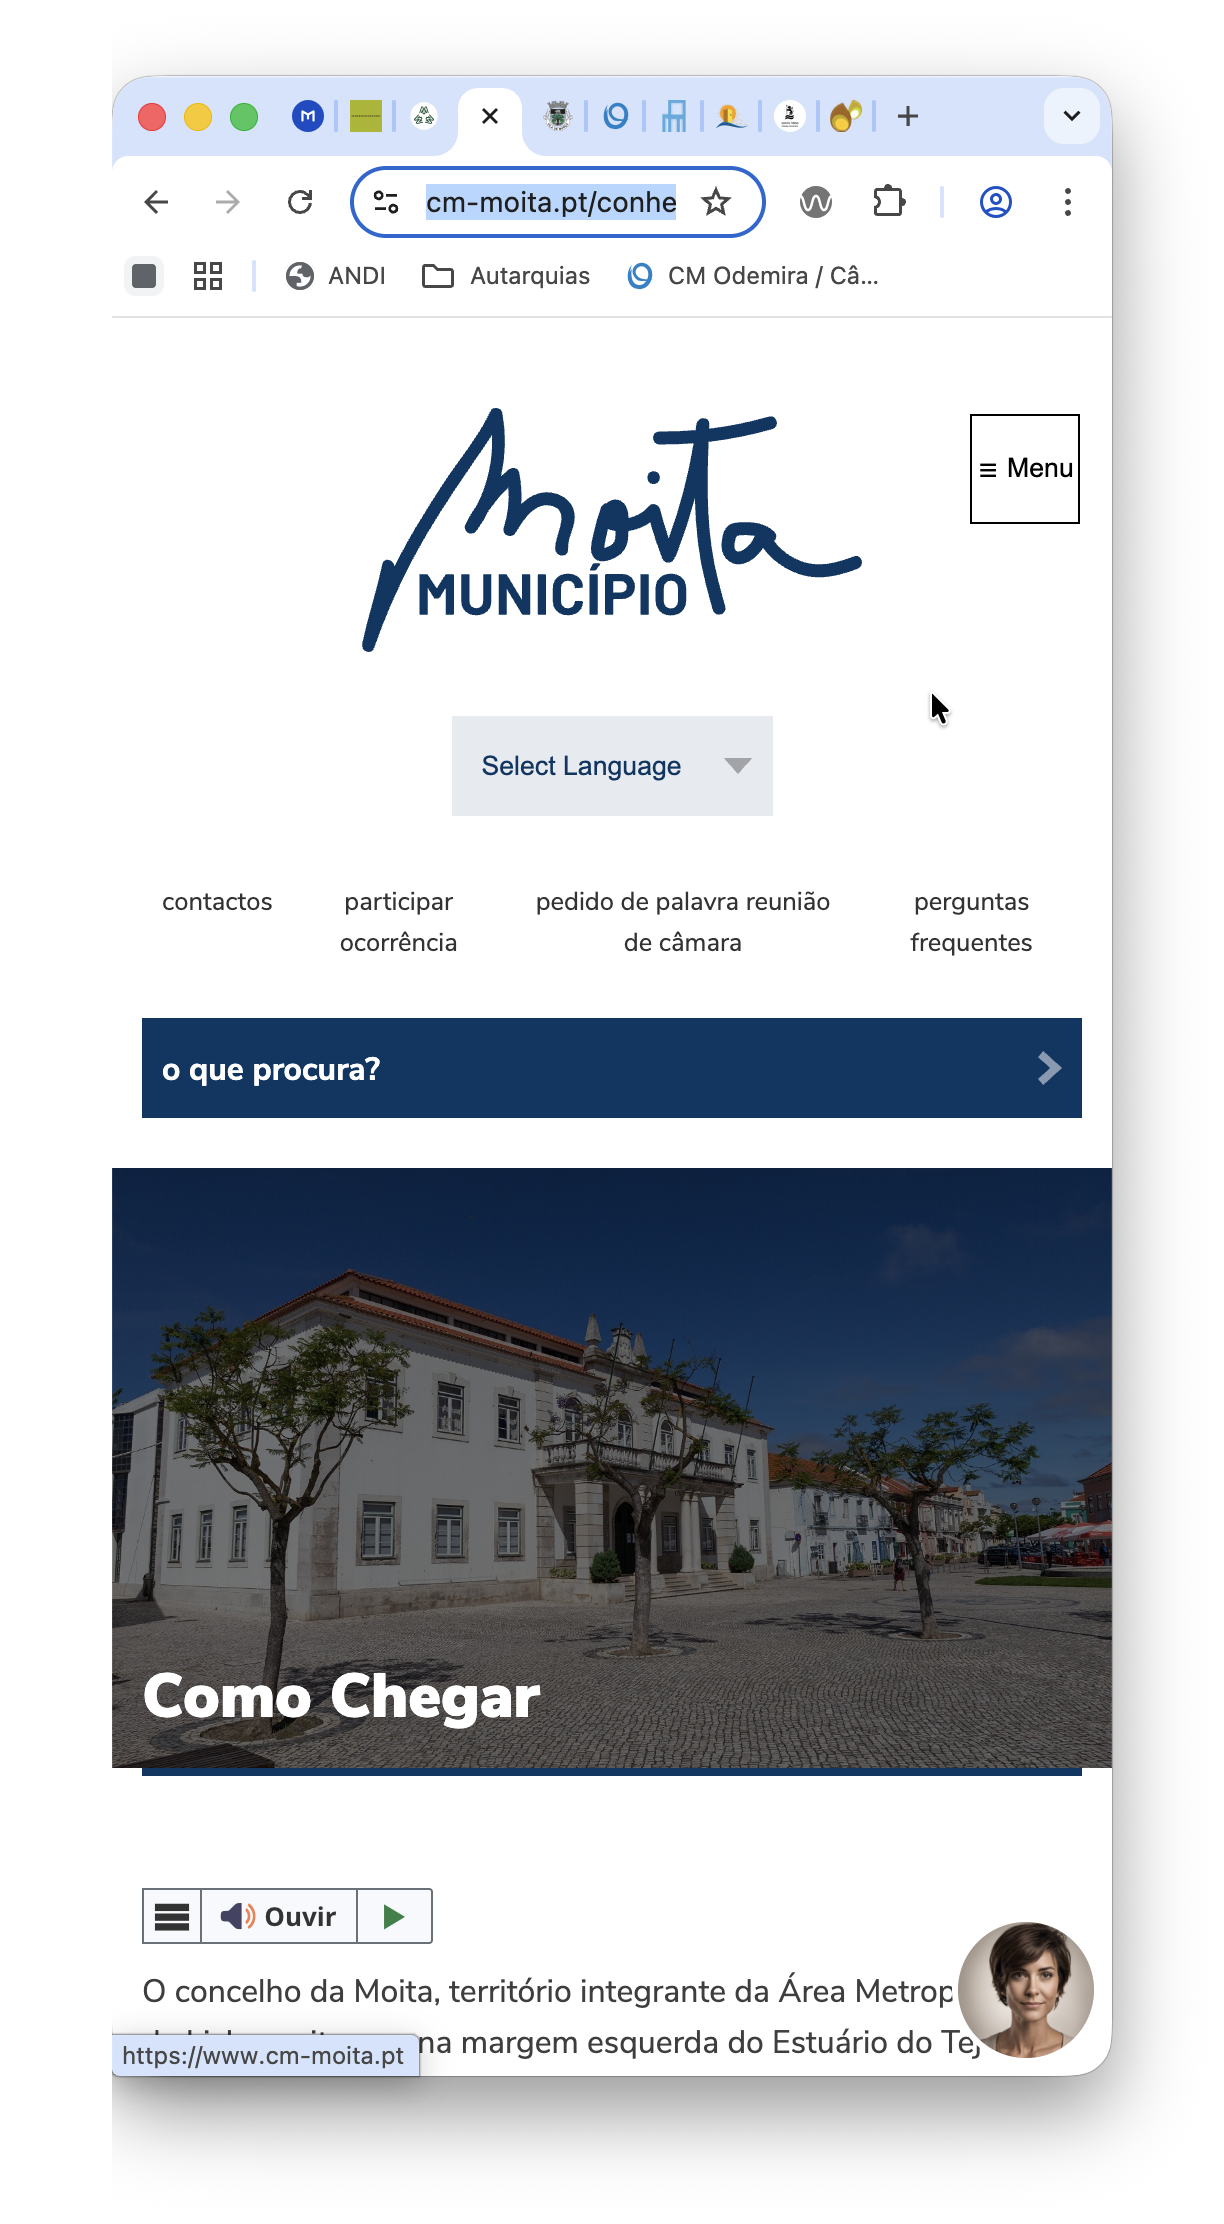 cm-moita.pt/conhe
ANDI
Autarquias
CM Odemira / Câ...
Moita
MUNICÍPIO
≡ Menu
Select Language
contactos
participar
ocorrência
pedido de palavra reunião
de câmara
perguntas
frequentes
o que procura?
Como Chegar
Ouvir
O concelho da Moita, território integrante da Área Metrop
na margem esquerda do Estuário do Tej
https://www.cm-moita.pt